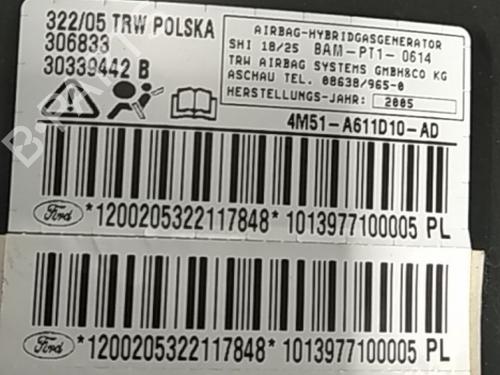 322/05 TRW POLSKA
306833
30339442 B
AIRBAG-HYBRIDGASGENERATOR
SHI 18/25 BAM-PT1-0614
TRW AIRBAG SYSTEMS GMBH&CO KG
ASCHAU TEL. 08638/965-0
HERSTELLUNGS-JAHR: 2005
4M51-A611D10-AD
Ford *1200205322117848*1013977100005 PL
Ford *1200205322117848*1013977100005 PL